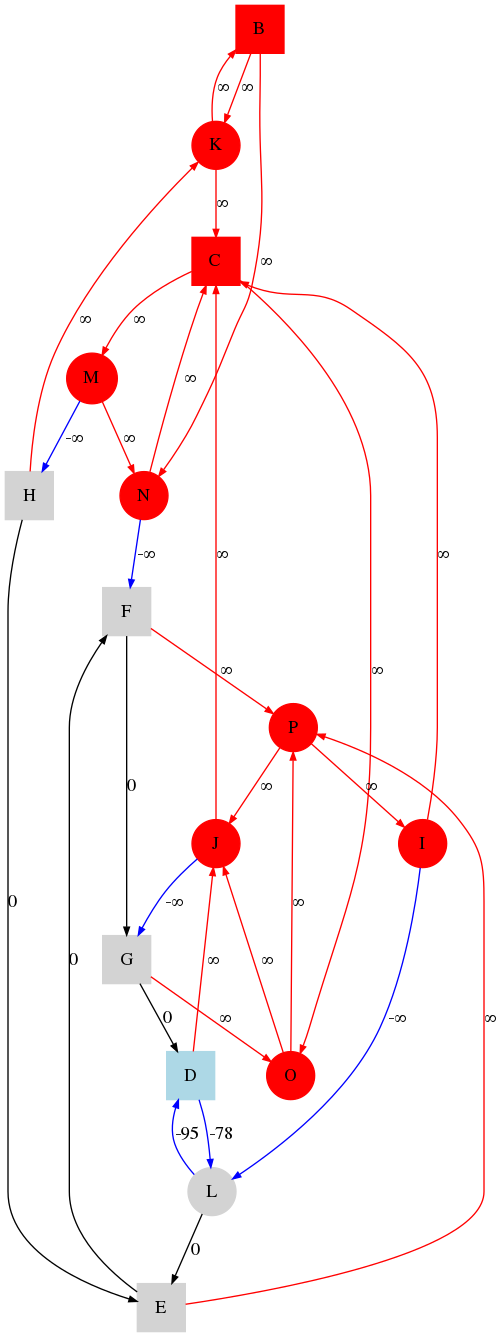 B
∞ ∞
K
∞
C
∞
∞ ∞
M
∞
-∞ ∞
H
N
-∞ ∞ ∞
F
∞ ∞
P
0 ∞ ∞
J
I
0 -∞
G
0 ∞ ∞
∞
0 ∞ -∞ ∞
D
O
-95 -78
L
0
E